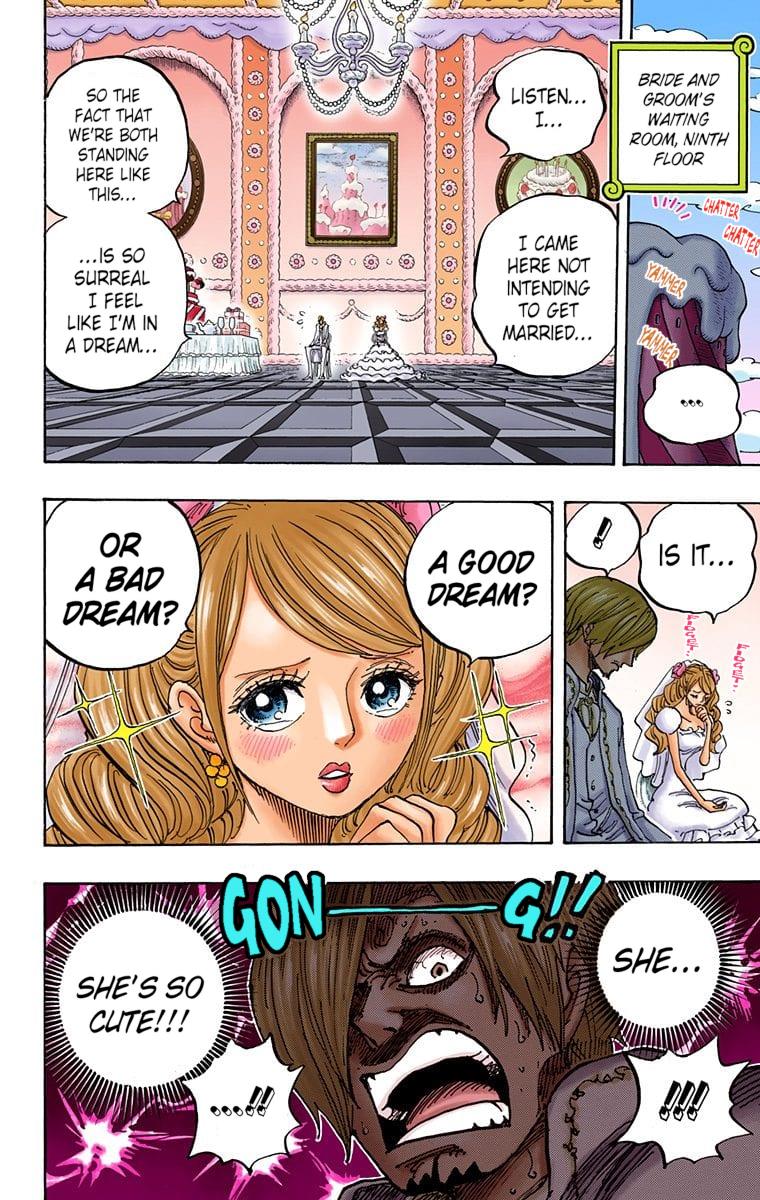 BRIDE AND
GROOM'S
WAITING
ROOM, NINTH
FLOOR
CHATTER
CHATTER
YAMMER
YAMMER
...
LISTEN...
I...
I CAME
HERE NOT
INTENDING
TO GET
MARRIED...
SO THE
FACT THAT
WE'RE BOTH
STANDING
HERE LIKE
THIS...
...IS SO
SURREAL
I FEEL
LIKE I'M IN
A DREAM...
IS IT...
!
FIDGET..
FIDGET..
A GOOD
DREAM?
OR
A BAD
DREAM?
GON—G!!
SHE...
!!!
SHE'S SO
CUTE!!!
...!!